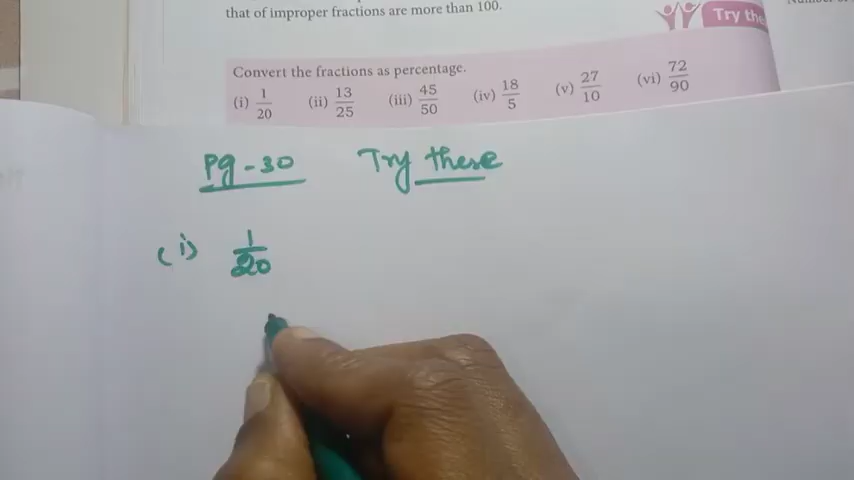 that of improper fractions are more than 100.
Try the
Convert the fractions as percentage.
(i) 1/20 (ii) 13/25 (iii) 45/50 (iv) 18/5 (v) 27/10 (vi) 72/90
Pg - 30 Try these
(i) 1/20